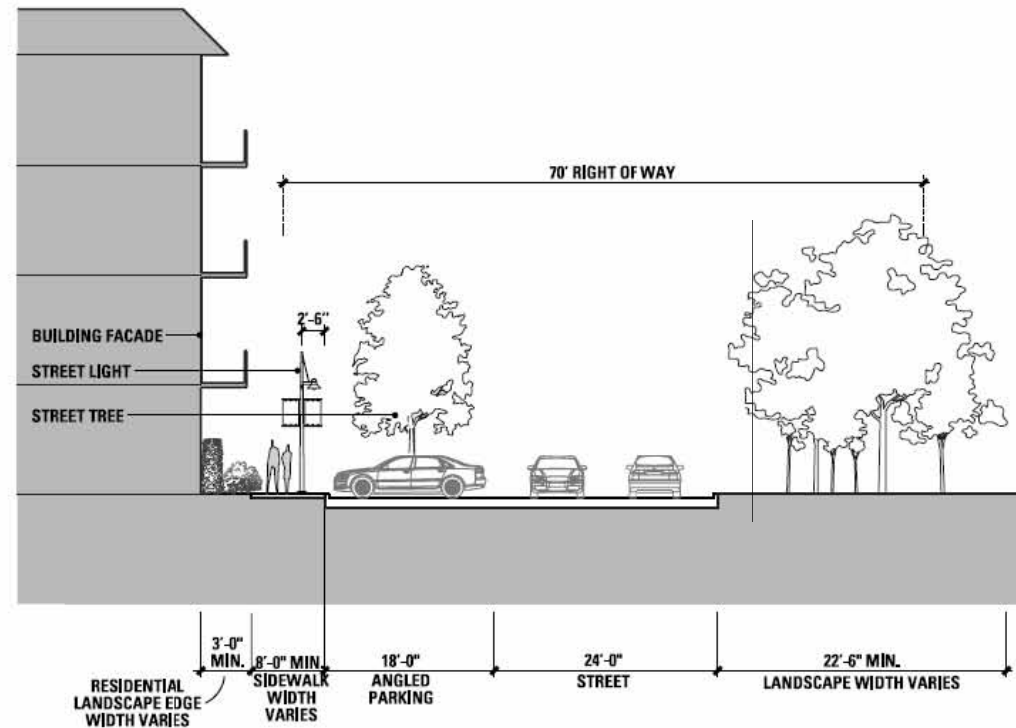 70' RIGHT OF WAY
2'-6"
BUILDING FACADE
STREET LIGHT
STREET TREE
3'-0"
MIN.
RESIDENTIAL
LANDSCAPE EDGE
WIDTH VARIES
8'-0" MIN.
SIDEWALK
WIDTH
VARIES
18'-0"
ANGLED
PARKING
24'-0"
STREET
22'-6" MIN.
LANDSCAPE WIDTH VARIES